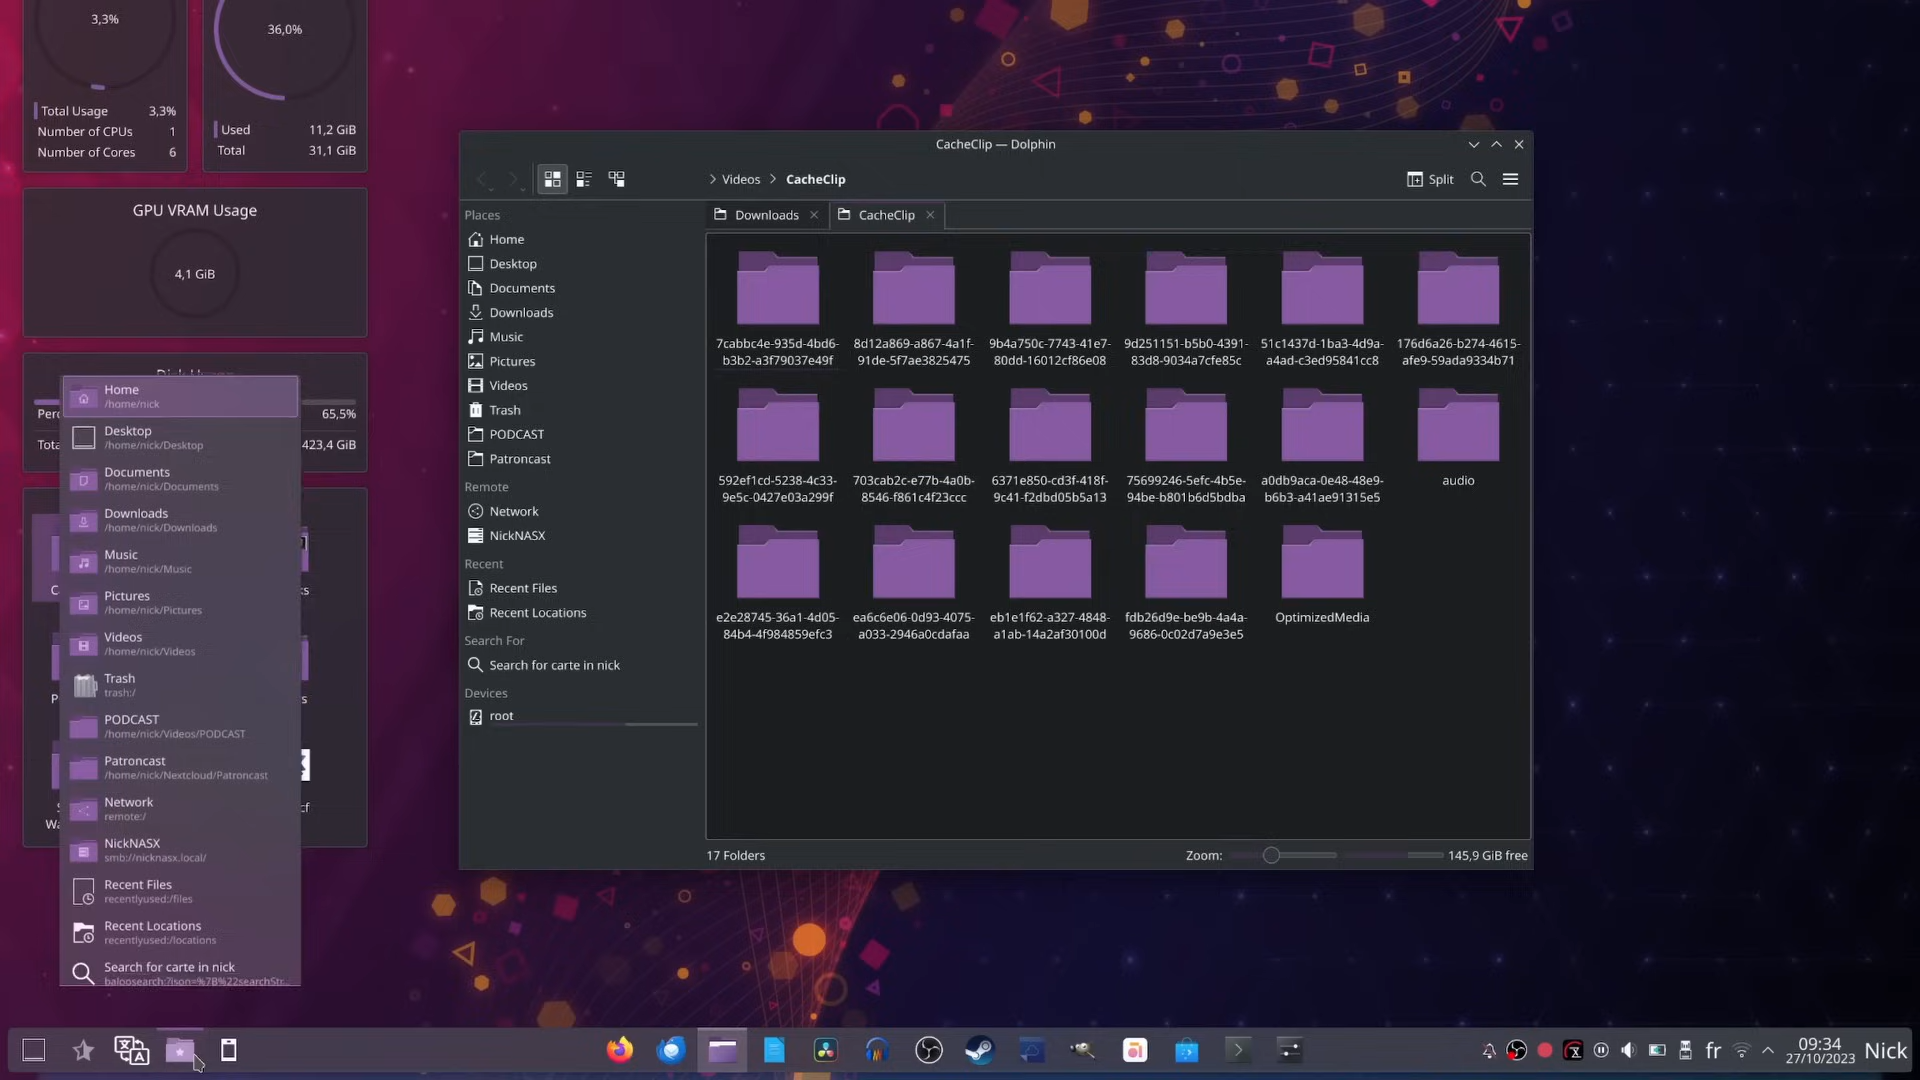 3,3%
36,0%
Total Usage 3,3%
Number of CPUs 1
Number of Cores 6
Used 11,2 GiB
Total 31,1 GiB
GPU VRAM Usage
4,1 GiB
65,5%
423,4 GiB
Home
/home/nick
Desktop
/home/nick/Desktop
Documents
/home/nick/Documents
Downloads
/home/nick/Downloads
Music
/home/nick/Music
Pictures
/home/nick/Pictures
Videos
/home/nick/Videos
Trash
trash:/
PODCAST
/home/nick/Videos/PODCAST
Patroncast
/home/nick/Nextcloud/Patroncast
Network
remote:/
NickNASX
smb://nicknasx.local/
Recent Files
recentlyused:/files
Recent Locations
recentlyused:/locations
Search for carte in nick
baloosearch:?json=%7B%22searchStr...
CacheClip — Dolphin
Videos CacheClip
Split
Places
Home
Desktop
Documents
Downloads
Music
Pictures
Videos
Trash
PODCAST
Patroncast
Remote
Network
NickNASX
Recent
Recent Files
Recent Locations
Search For
Search for carte in nick
Devices
root
Downloads
CacheClip
7cabbc4e-935d-4bd6-
b3b2-a3f79037e49f
8d12a869-a867-4a1f-
91de-5f7ae3825475
9b4a750c-7743-41e7-
80dd-16012cf86e08
9d251151-b5b0-4391-
83d8-9034a7cfe85c
51c1437d-1ba3-4d9a-
a4ad-c3ed95841cc8
176d6a26-b274-4615-
afe9-59ada9334b71
592ef1cd-5238-4c33-
9e5c-0427e03a299f
703cab2c-e77b-4a0b-
8546-f861c4f23ccc
6371e850-cd3f-418f-
9c41-f2dbd05b5a13
75699246-5efc-4b5e-
94be-b801b6d5bdba
a0db9aca-0e48-48e9-
b6b3-a41ae91315e5
audio
e2e28745-36a1-4d05-
84b4-4f984859efc3
ea6c6e06-0d93-4075-
a033-2946a0cdafaa
eb1e1f62-a327-4848-
a1ab-14a2af30100d
fdb26d9e-be9b-4a4a-
9686-0c02d7a9e3e5
OptimizedMedia
17 Folders
Zoom:
145,9 GiB free
fr
09:34
27/10/2023
Nick